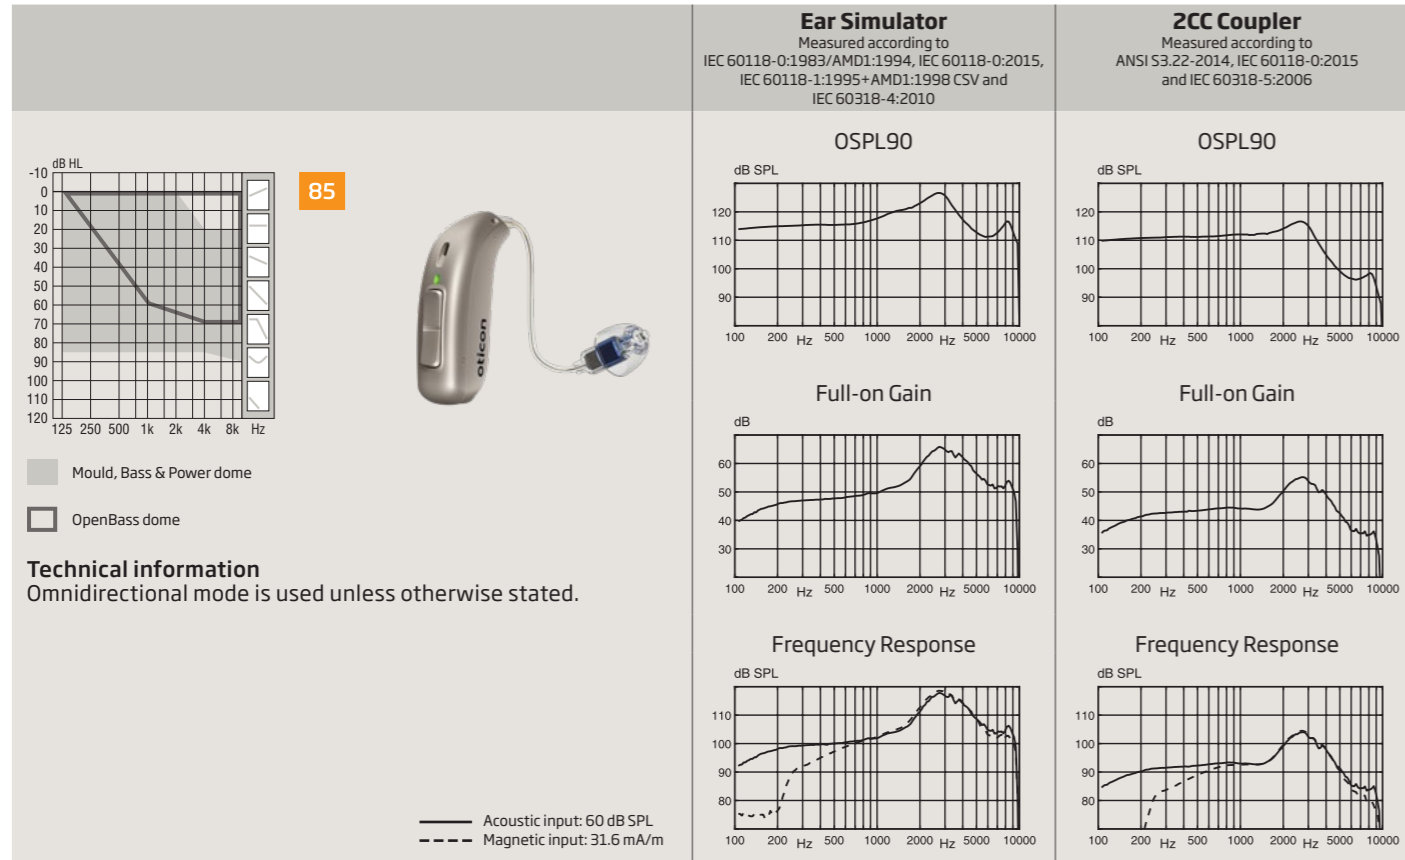 Ear Simulator
Measured according to
IEC 60118-0:1983/AMD1:1994, IEC 60118-0:2015,
IEC 60118-1:1995+AMD1:1998 CSV and
IEC 60318-4:2010
2CC Coupler
Measured according to
ANSI S3.22-2014, IEC 60118-0:2015
and IEC 60318-5:2006
dB HL
-10
0
10
20
30
40
50
60
70
80
90
100
110
120
125 250 500 1k 2k 4k 8k Hz
85
oticon
Mould, Bass & Power dome
OpenBass dome
Technical information
Omnidirectional mode is used unless otherwise stated.
Acoustic input: 60 dB SPL
Magnetic input: 31.6 mA/m
OSPL90
dB SPL
120
110
100
90
100 200 Hz 500 1000 2000 Hz 5000 10000
Full-on Gain
dB
60
50
40
30
100 200 Hz 500 1000 2000 Hz 5000 10000
Frequency Response
dB SPL
110
100
90
80
100 200 Hz 500 1000 2000 Hz 5000 10000
OSPL90
dB SPL
120
110
100
90
100 200 Hz 500 1000 2000 Hz 5000 10000
Full-on Gain
dB
60
50
40
30
100 200 Hz 500 1000 2000 Hz 5000 10000
Frequency Response
dB SPL
110
100
90
80
100 200 Hz 500 1000 2000 Hz 5000 10000